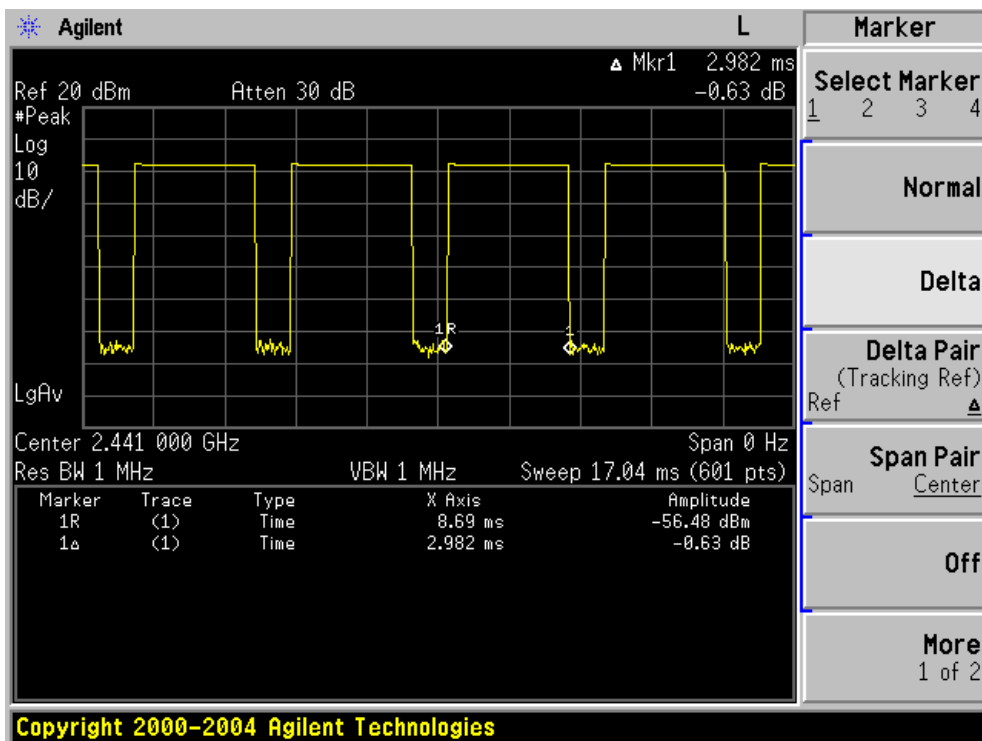 Agilent L
Δ Mkr1 2.982 ms
Ref 20 dBm Atten 30 dB -0.63 dB
#Peak
Log
10
dB/
1R 1
LgAv
Center 2.441 000 GHz Span 0 Hz
Res BW 1 MHz VBW 1 MHz Sweep 17.04 ms (601 pts)
Marker Trace Type X Axis Amplitude
1R (1) Time 8.69 ms -56.48 dBm
1Δ (1) Time 2.982 ms -0.63 dB
Copyright 2000-2004 Agilent Technologies
Marker
Select Marker
1 2 3 4
Normal
Delta
Delta Pair
(Tracking Ref)
Ref Δ
Span Pair
Span Center
Off
More
1 of 2